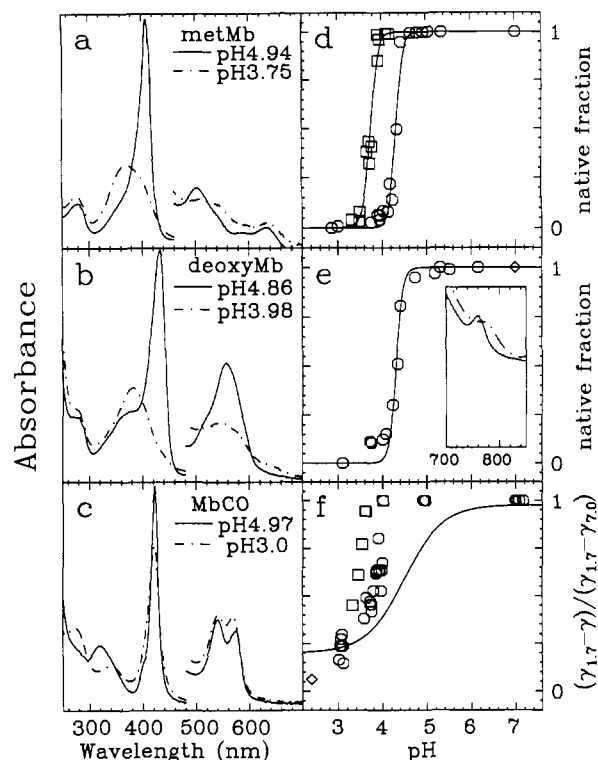 a
metMb
pH4.94
pH3.75
d
1
0
native fraction
b
deoxyMb
pH4.86
pH3.98
e
1
0
native fraction
700 800
Absorbance
c
MbCO
pH4.97
pH3.0
f
1
0
(γ1.7−γ)/(γ1.7−γ7.0)
300 400 500 600
Wavelength (nm)
3 4 5 6 7
pH